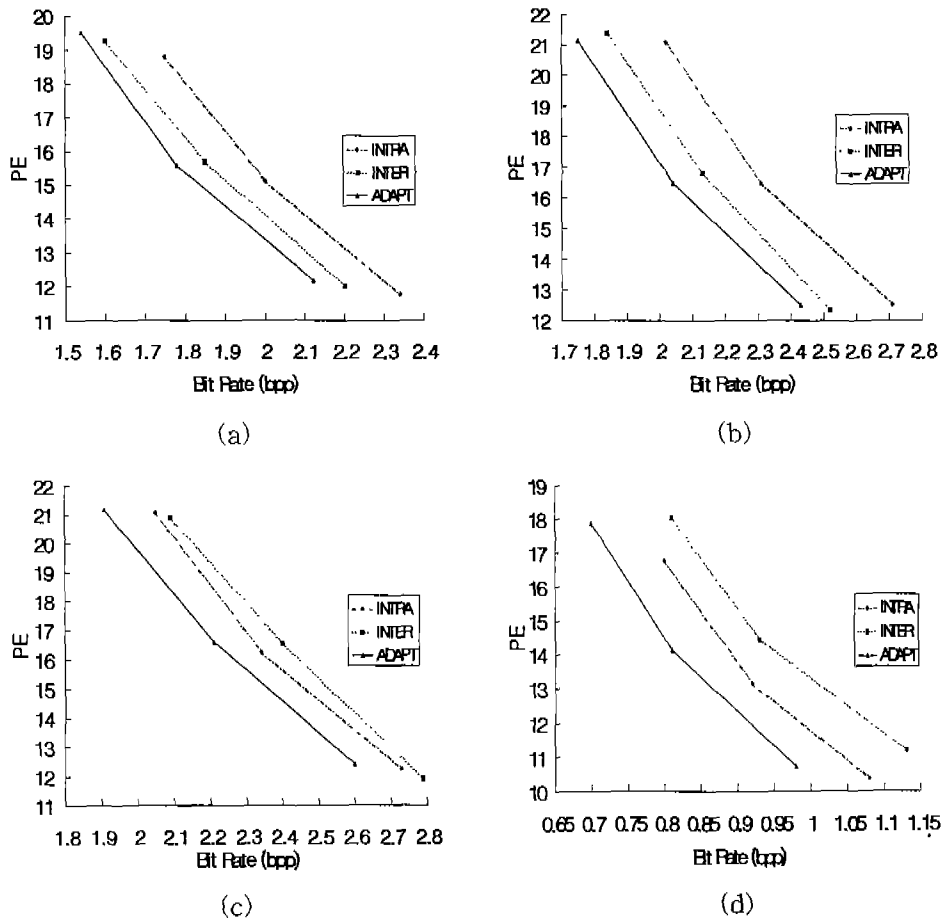 20
19
18
17
16
15
14
13
12
11
PE
1.5 1.6 1.7 1.8 1.9 2 2.1 2.2 2.3 2.4
Bit Rate (bpp)
INTRA
INTER
ADAPT
(a)
22
21
20
19
18
17
16
15
14
13
12
PE
1.7 1.8 1.9 2 2.1 2.2 2.3 2.4 2.5 2.6 2.7 2.8
Bit Rate (bpp)
INTRA
INTER
ADAPT
(b)
22
21
20
19
18
17
16
15
14
13
12
11
PE
1.8 1.9 2 2.1 2.2 2.3 2.4 2.5 2.6 2.7 2.8
Bit Rate (bpp)
INTRA
INTER
ADAPT
(c)
19
18
17
16
15
14
13
12
11
10
PE
0.65 0.7 0.75 0.8 0.85 0.9 0.95 1 1.05 1.1 1.15
Bit Rate (bpp)
INTRA
INTER
ADAPT
(d)